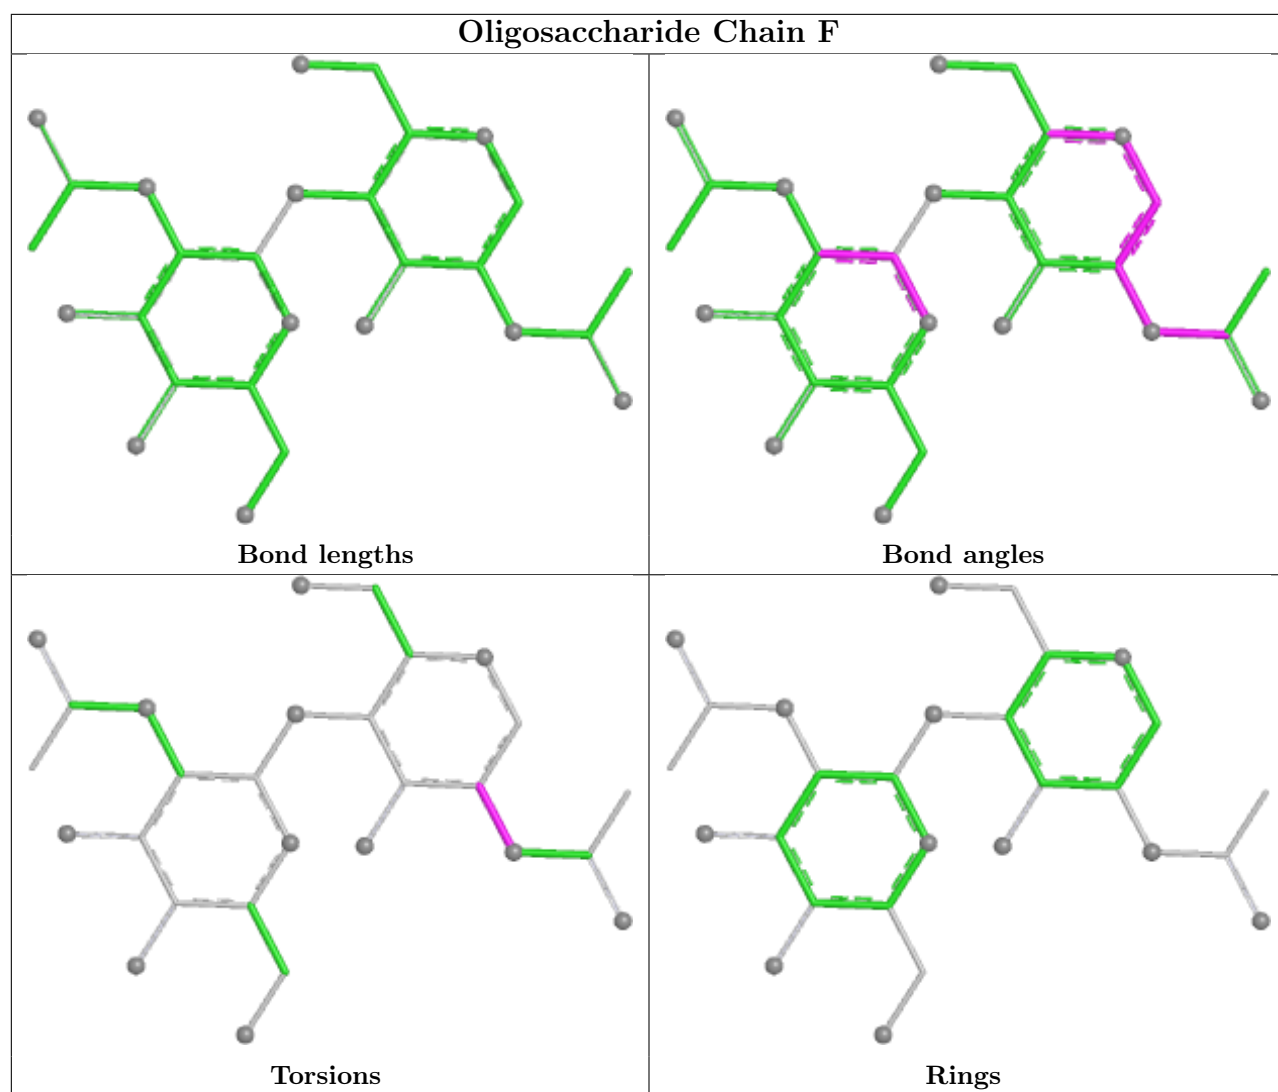 Oligosaccharide Chain F
Bond lengths
Bond angles
Torsions
Rings